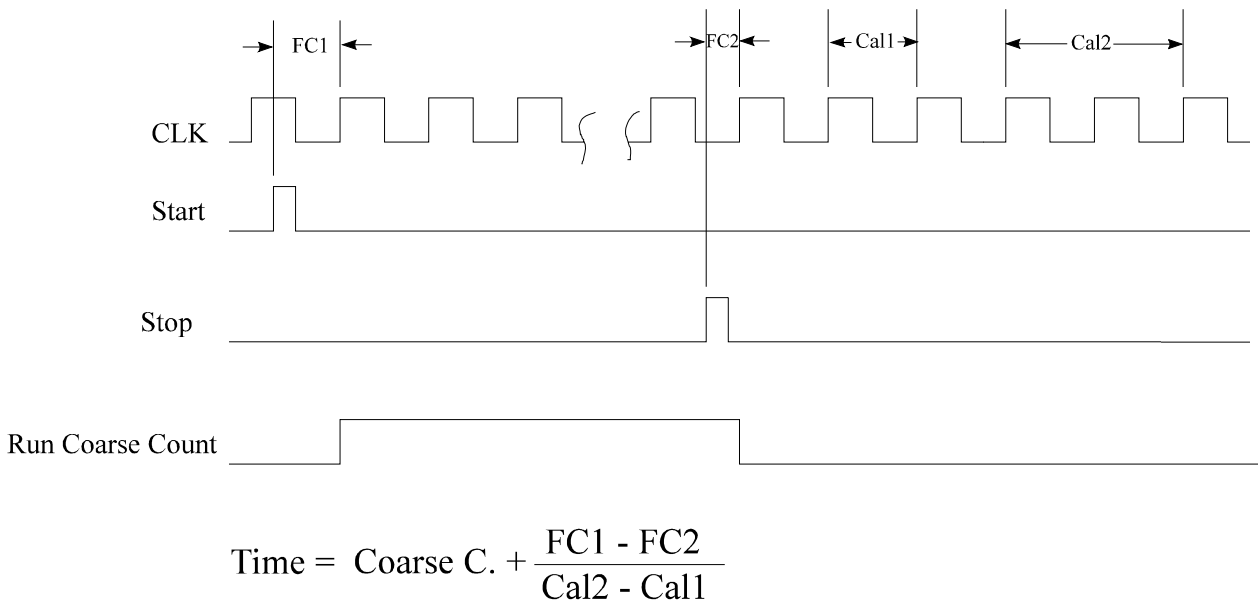 FC1
FC2
Cal1
Cal2
CLK
Start
Stop
Run Coarse Count
Time = Coarse C. + FC1 - FC2
Cal2 - Cal1